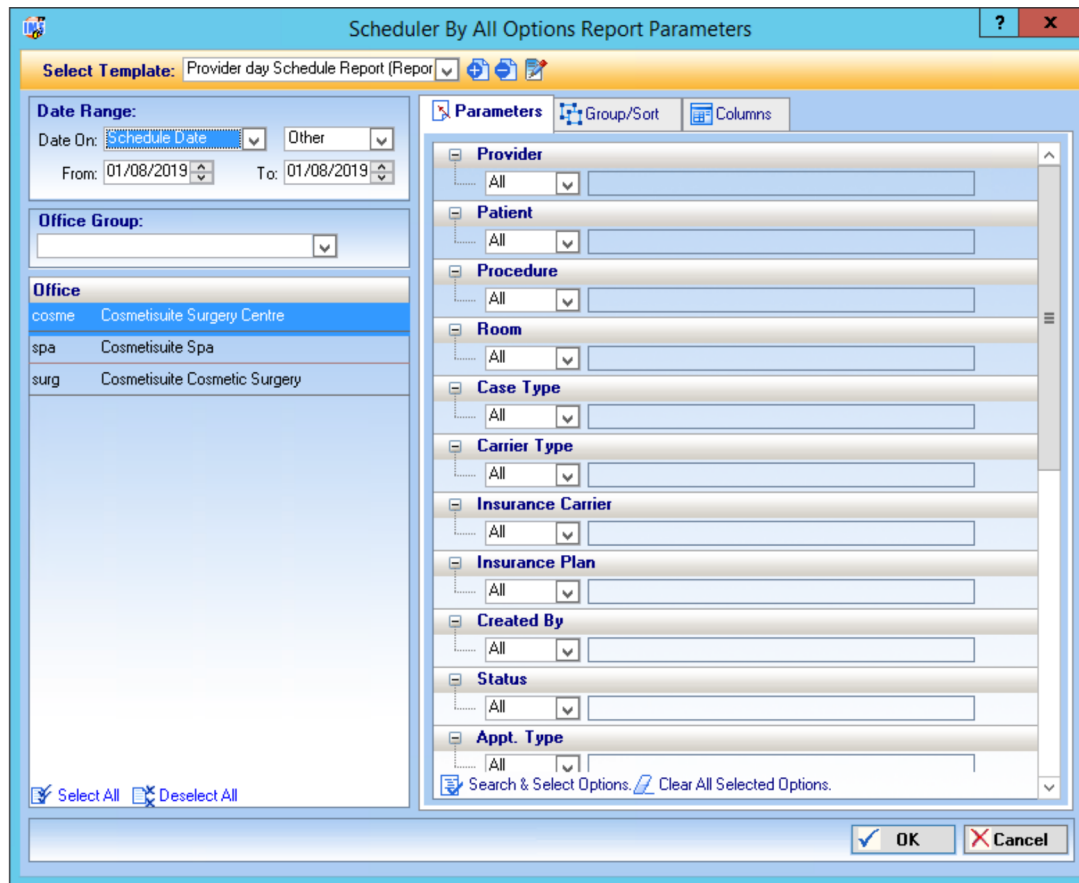 IMS
Scheduler By All Options Report Parameters
? x
Select Template: Provider day Schedule Report (Repor
Date Range:
Date On: Schedule Date Other
From: 01/08/2019 To: 01/08/2019
Office Group:
Office
cosme Cosmetisuite Surgery Centre
spa Cosmetisuite Spa
surg Cosmetisuite Cosmetic Surgery
Select All Deselect All
Parameters Group/Sort Columns
Provider
All
Patient
All
Procedure
All
Room
All
Case Type
All
Carrier Type
All
Insurance Carrier
All
Insurance Plan
All
Created By
All
Status
All
Appt. Type
All
Search & Select Options. Clear All Selected Options.
OK Cancel